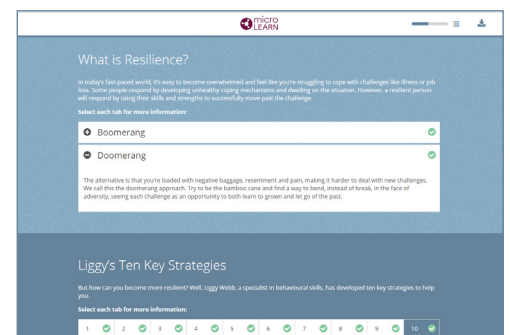 micro
LEARN
What is Resilience?
In today's fast-paced world, it's easy to become overwhelmed and feel like you're struggling to cope with challenges like illness or job
loss. Some people respond by developing unhealthy coping mechanisms and dwelling on the situation. However, a resilient person
will respond by using their skills and strengths to successfully move past the challenge.
Select each tab for more information:
Boomerang
Doomerang
The alternative is that you're loaded with negative baggage, resentment and pain, making it harder to deal with new challenges.
We call this the doomerang approach. Try to be the bamboo cane and find a way to bend, instead of break, in the face of
adversity, seeing each challenge as an opportunity to both learn to grown and let go of the past.
Liggy's Ten Key Strategies
But how can you become more resilient? Well, Liggy Webb, a specialist in behavioural skills, has developed ten key strategies to help
you.
Select each tab for more information:
1 2 3 4 5 6 7 8 9 10